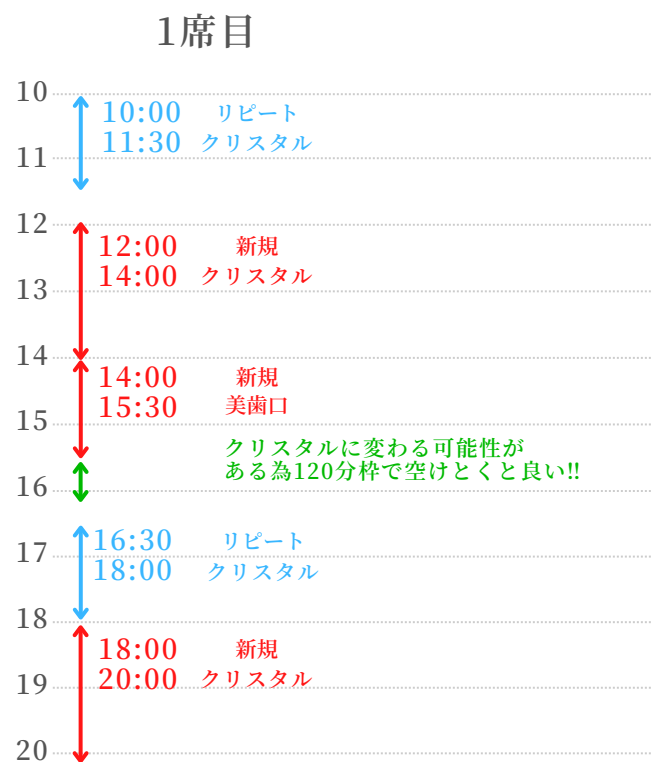 1席目
10
10:00 リピート
11:30 クリスタル
11
12
12:00 新規
14:00 クリスタル
13
14
14:00 新規
15:30 美歯口
15
クリスタルに変わる可能性が
ある為120分枠で空けとくと良い!!
16
16:30 リピート
17
18:00 クリスタル
18
18:00 新規
20:00 クリスタル
19
20